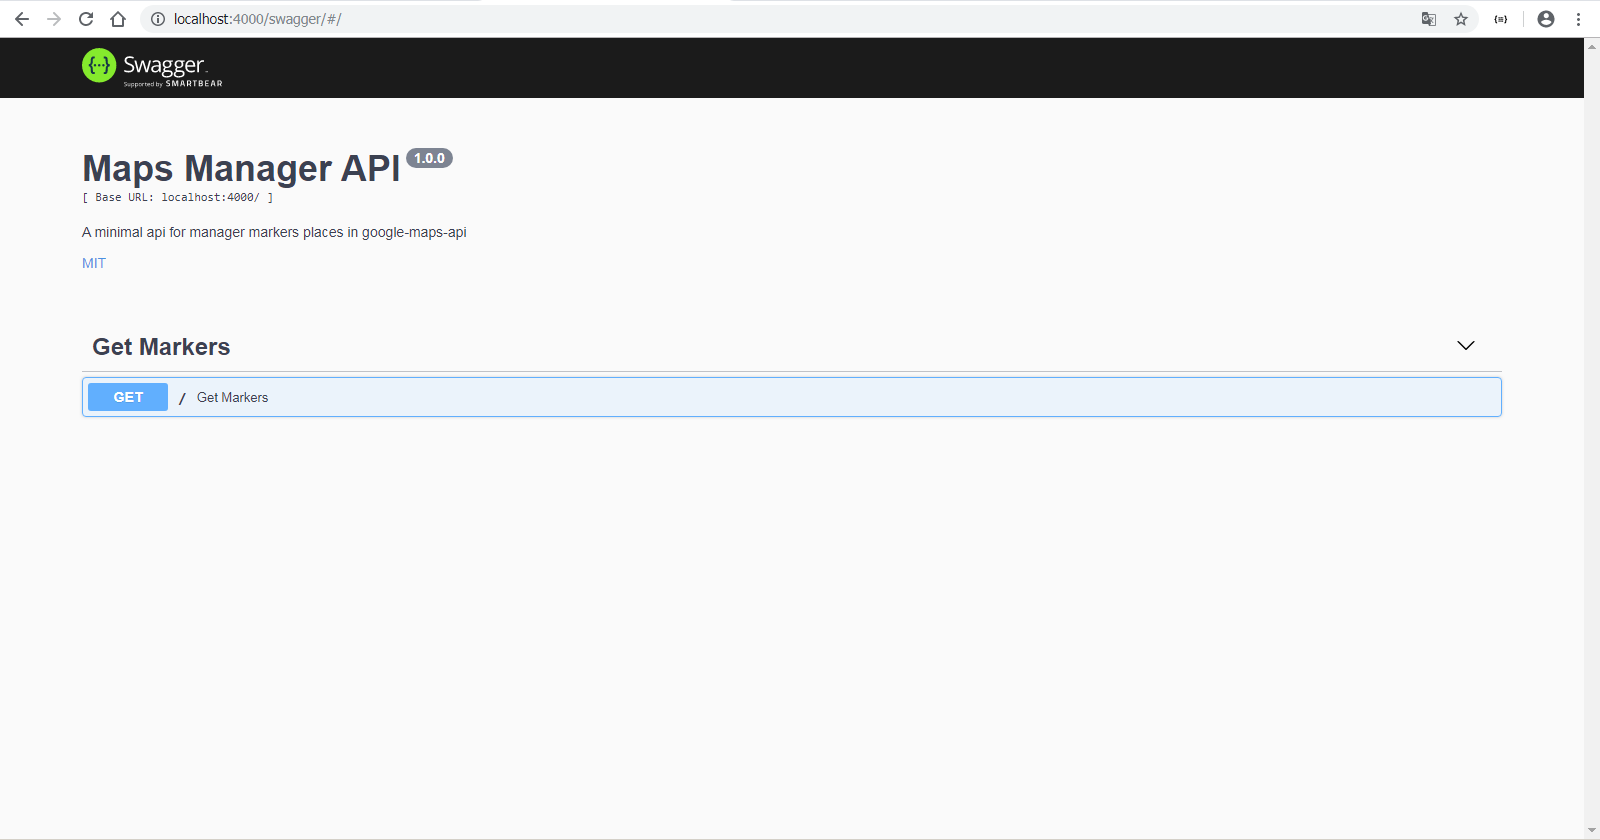 localhost:4000/swagger/#/
Swagger
Supported by SMARTBEAR
Maps Manager API 1.0.0
[ Base URL: localhost:4000/ ]
A minimal api for manager markers places in google-maps-api
MIT
Get Markers
GET / Get Markers